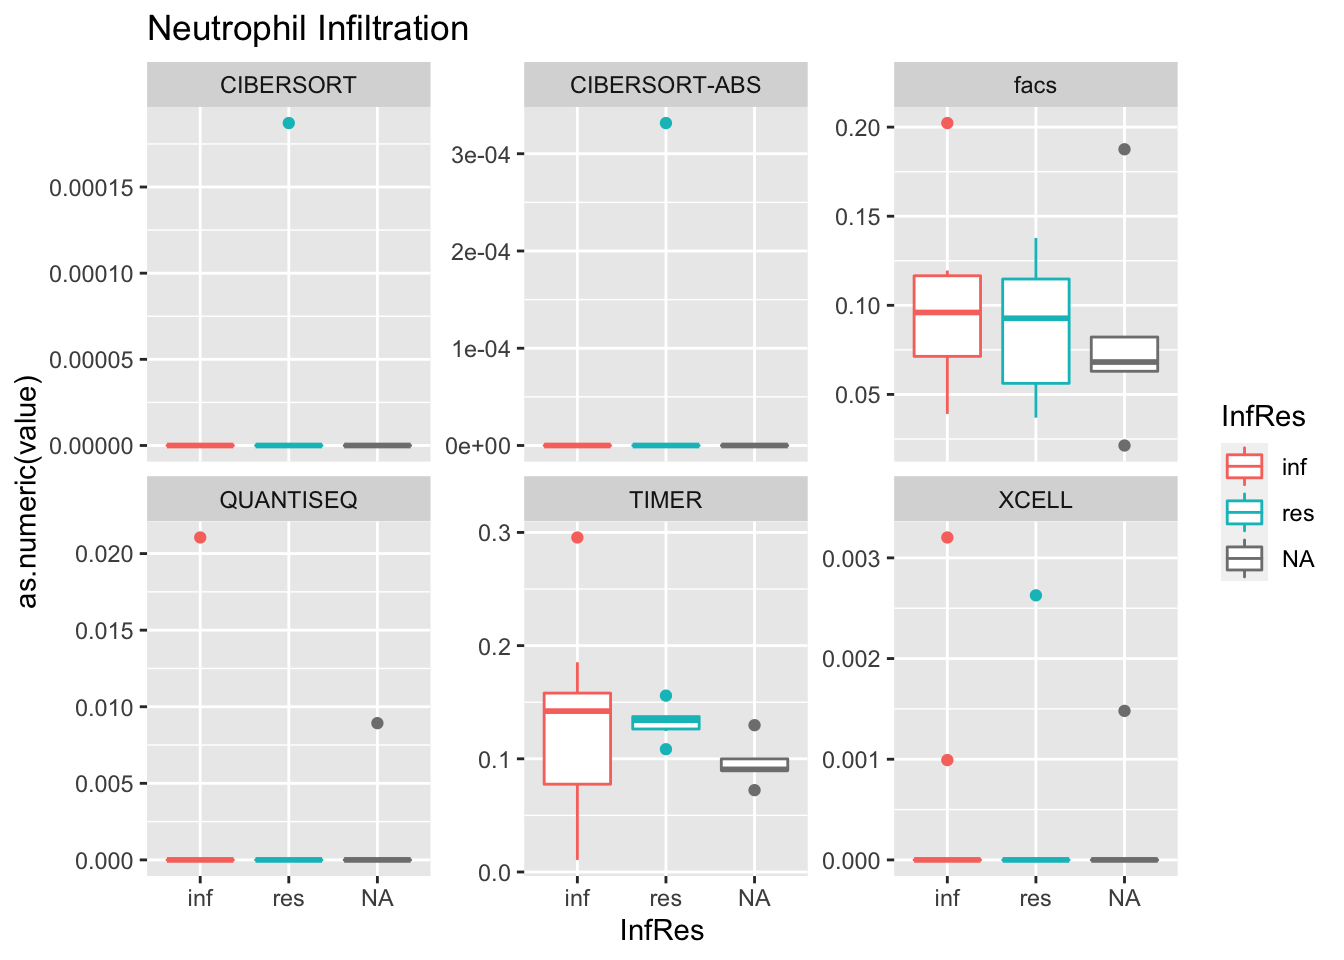 Neutrophil Infiltration
CIBERSORT
CIBERSORT-ABS
facs
0.00015
0.00010
0.00005
0.00000
3e-04
2e-04
1e-04
0e+00
0.20
0.15
0.10
0.05
QUANTISEQ
TIMER
XCELL
0.020
0.015
0.010
0.005
0.000
0.3
0.2
0.1
0.0
0.003
0.002
0.001
0.000
inf res NA
inf res NA
inf res NA
InfRes
as.numeric(value)
InfRes
inf
res
NA